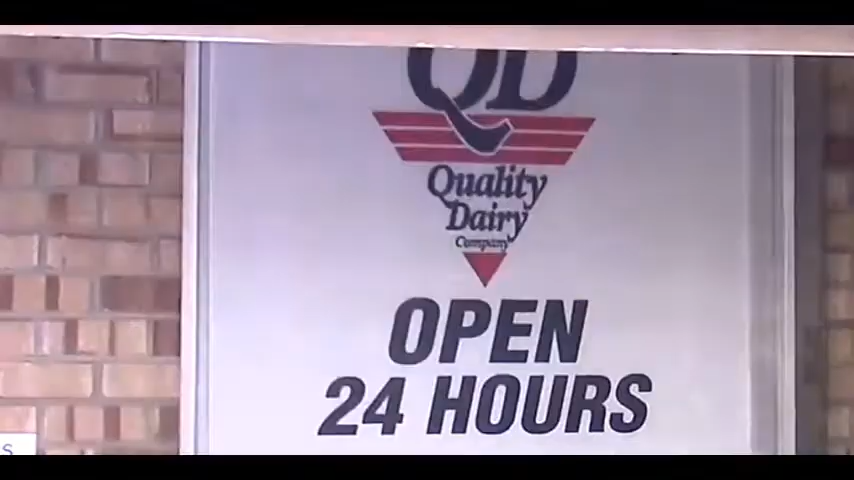 QD
Quality
Dairy
Company
OPEN
24 HOURS
S